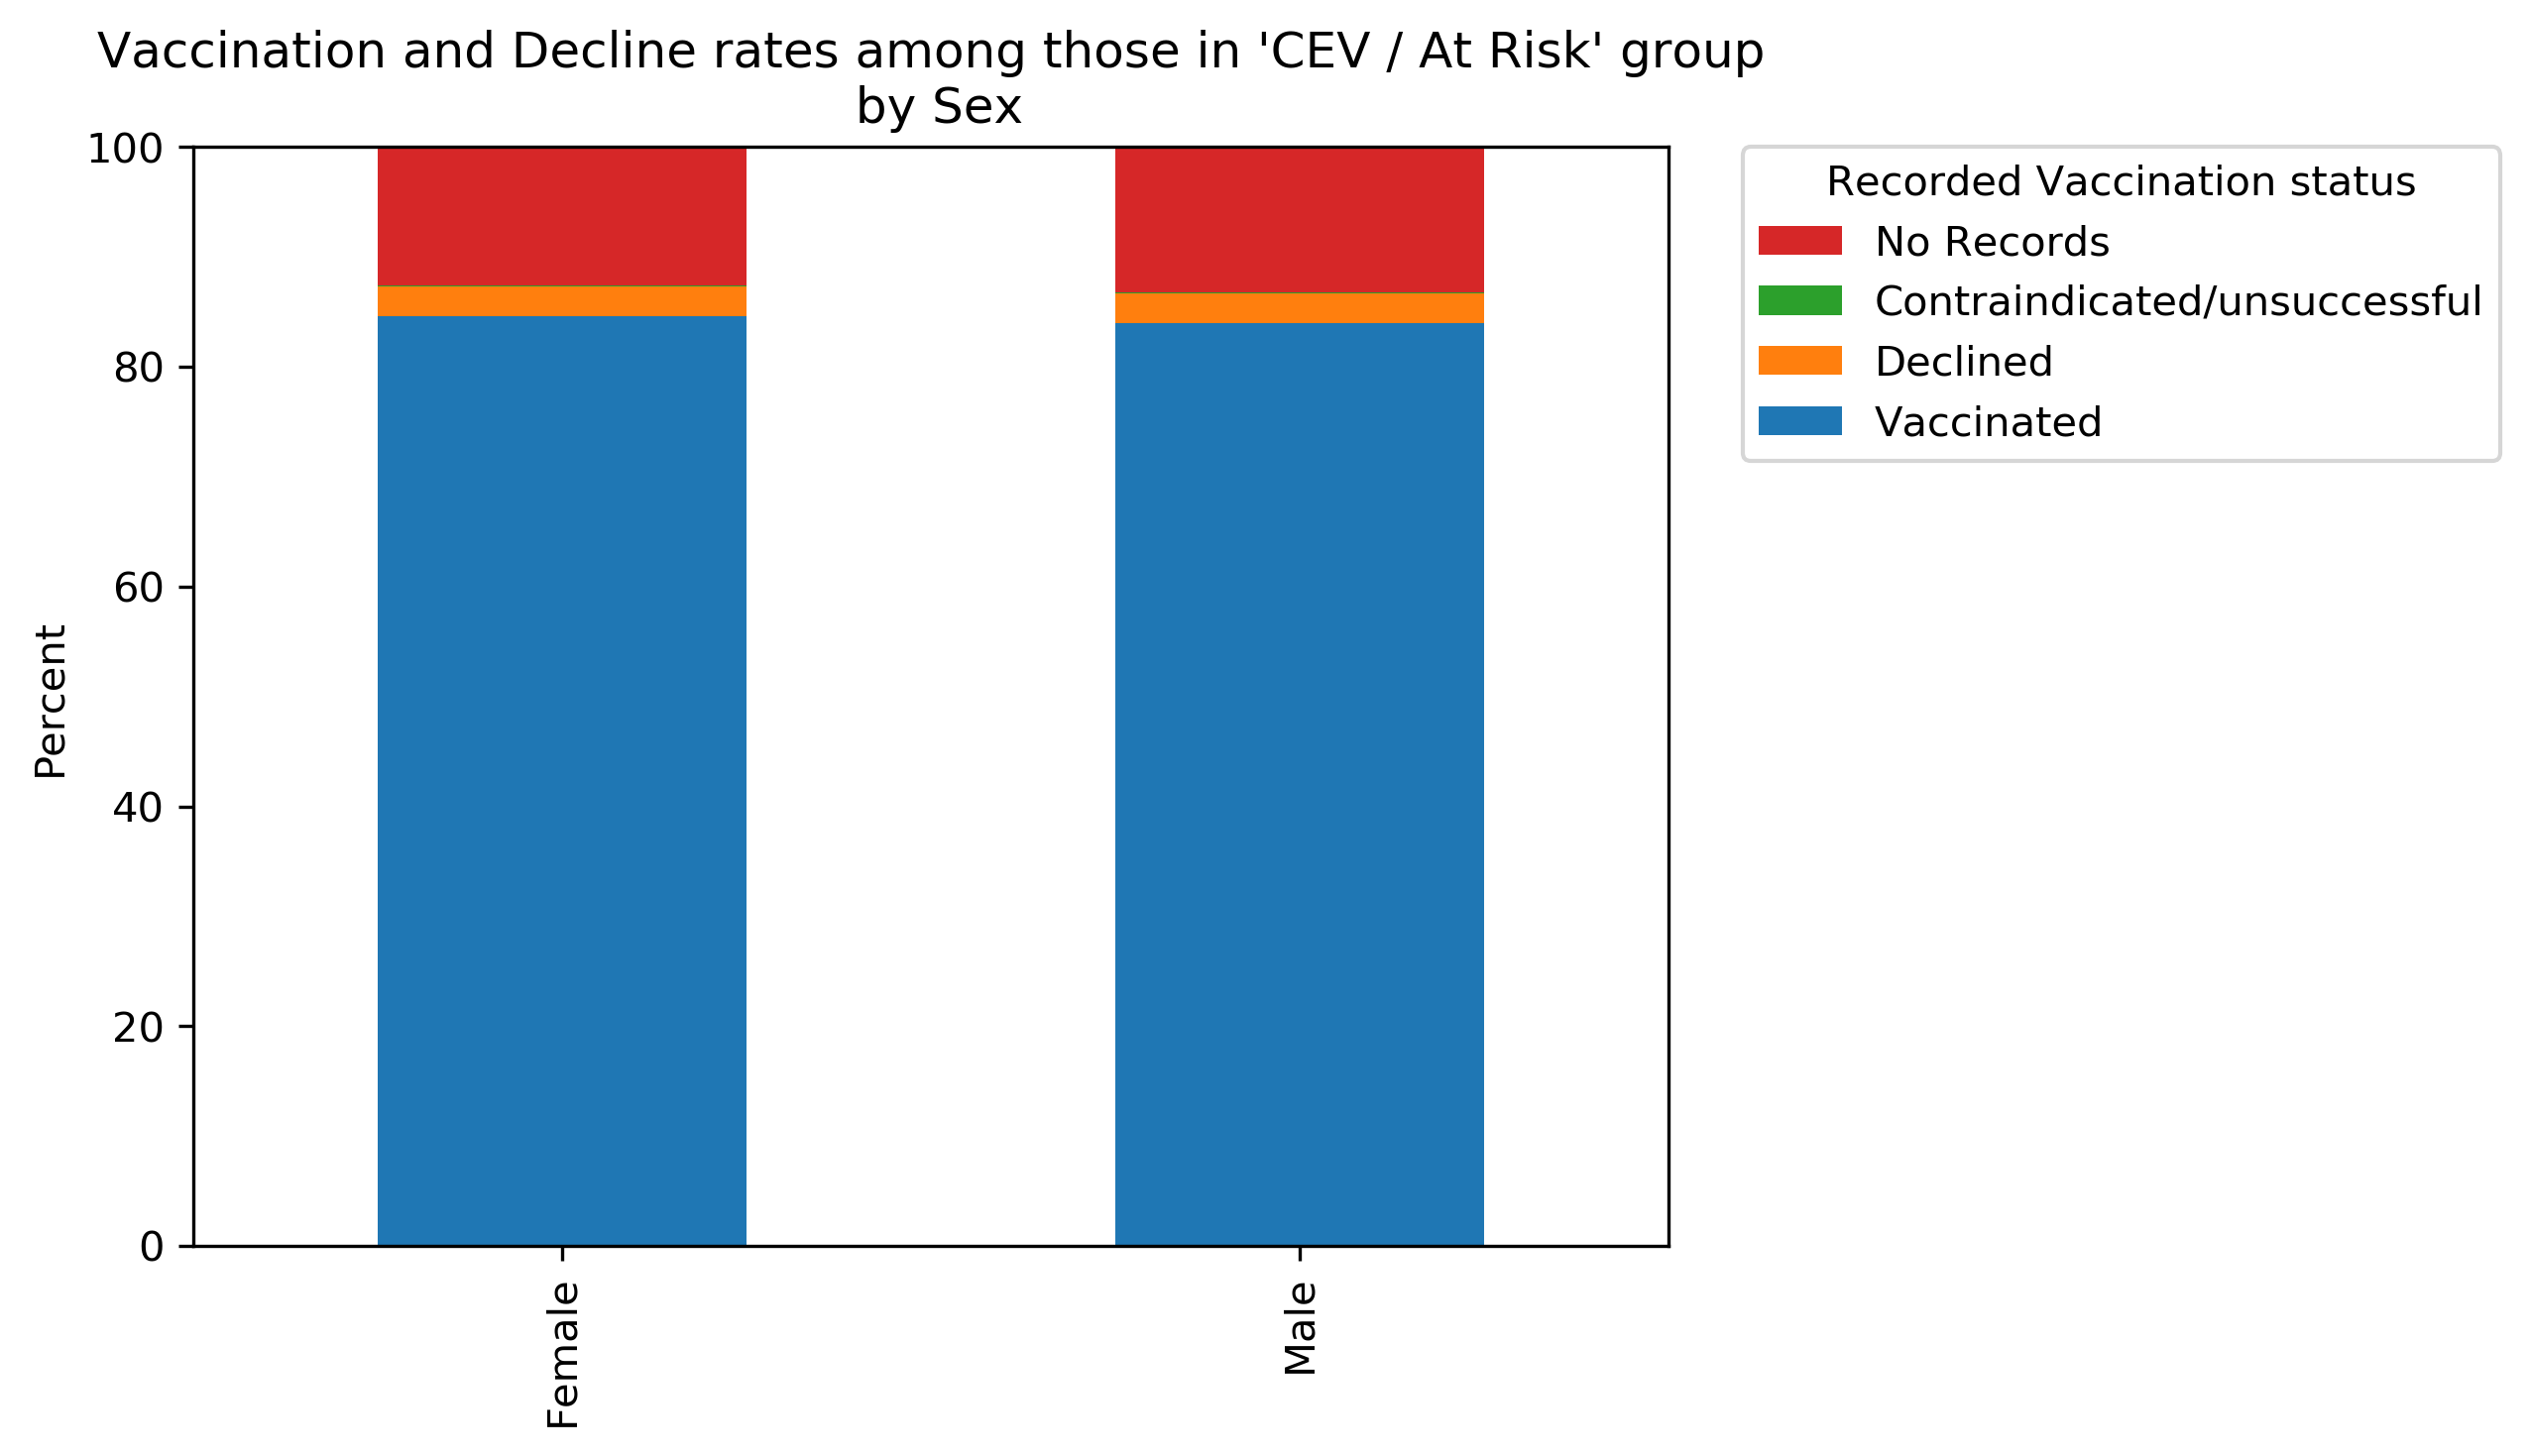 Vaccination and Decline rates among those in 'CEV / At Risk' group
by Sex
100
80
60
40
20
0
Percent
Female
Male
Recorded Vaccination status
No Records
Contraindicated/unsuccessful
Declined
Vaccinated